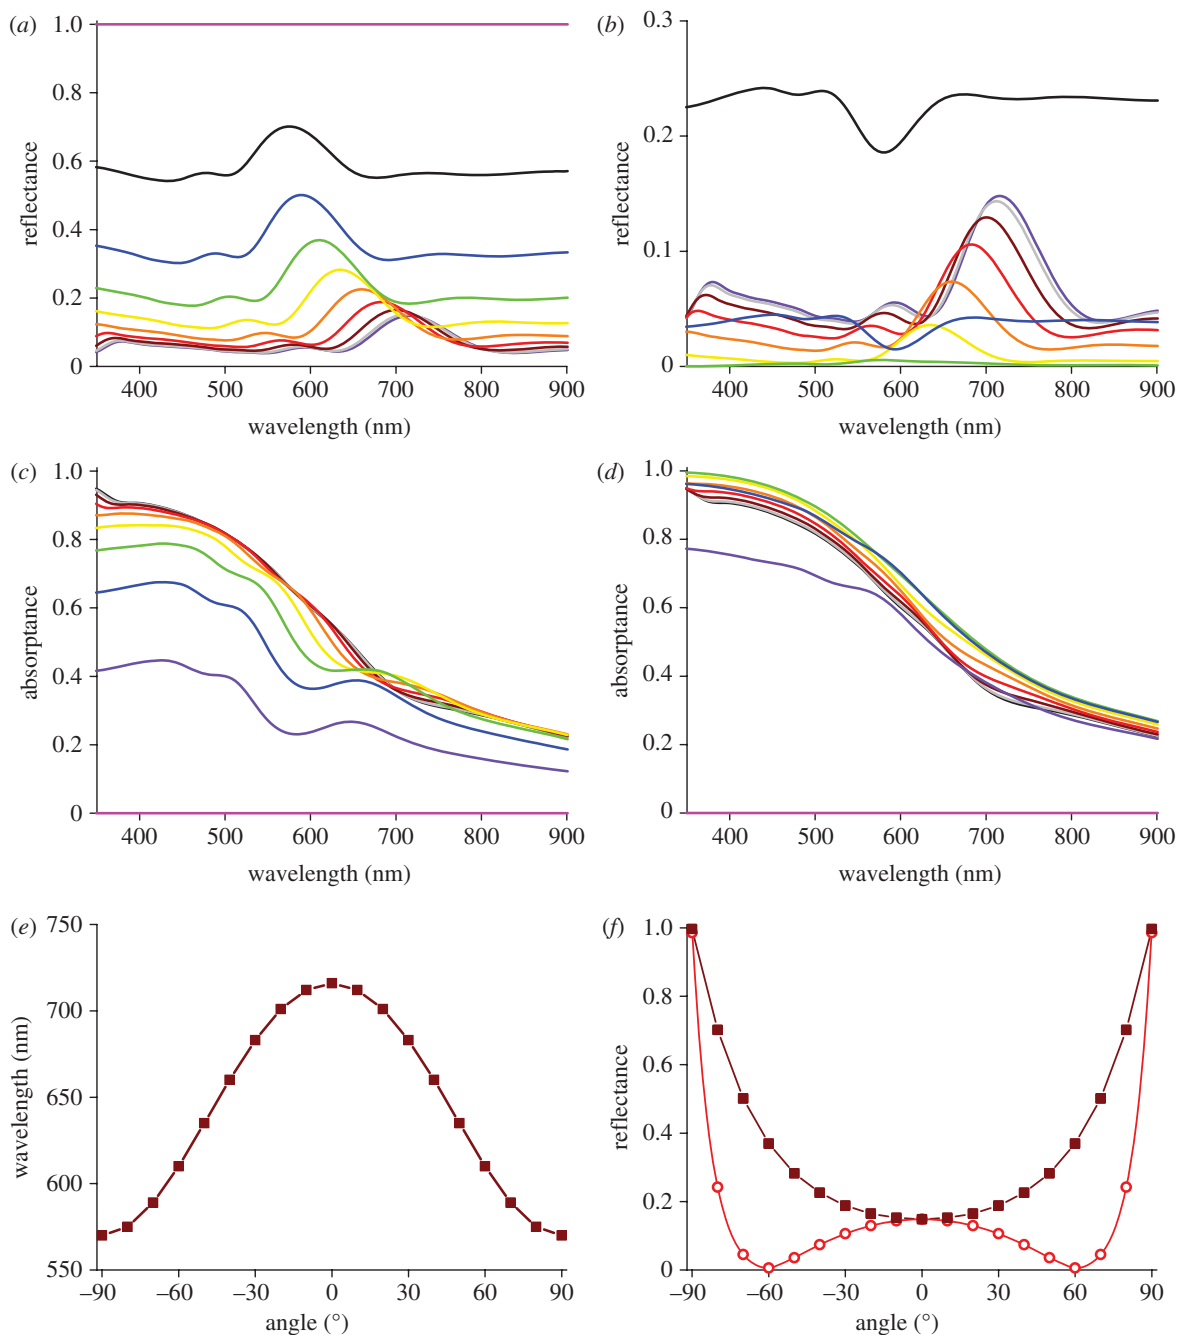 (a)
1.0
0.8
0.6
0.4
0.2
0
reflectance
400 500 600 700 800 900
wavelength (nm)
(b)
0.3
0.2
0.1
0
reflectance
400 500 600 700 800 900
wavelength (nm)
(c)
1.0
0.8
0.6
0.4
0.2
0
absorptance
400 500 600 700 800 900
wavelength (nm)
(d)
1.0
0.8
0.6
0.4
0.2
0
absorptance
400 500 600 700 800 900
wavelength (nm)
(e)
750
700
650
600
550
wavelength (nm)
–90 –60 –30 0 30 60 90
angle (°)
(f)
1.0
0.8
0.6
0.4
0.2
0
reflectance
–90 –60 –30 0 30 60 90
angle (°)